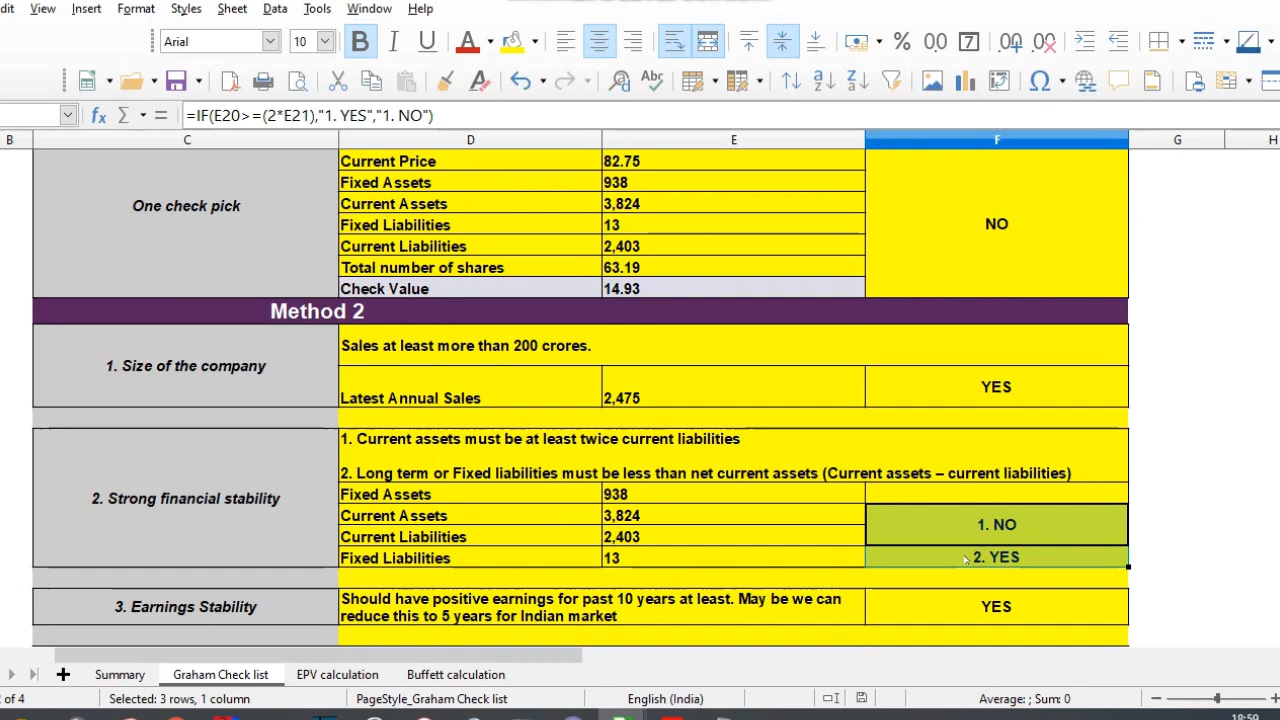 dit View Insert Format Styles Sheet Data Tools Window Help
Arial 10
=IF(E20>=(2*E21),"1. YES","1. NO")
B C D E F G H
One check pick
Current Price 82.75
Fixed Assets 938
Current Assets 3,824
Fixed Liabilities 13
Current Liabilities 2,403
Total number of shares 63.19
Check Value 14.93
NO
Method 2
1. Size of the company
Sales at least more than 200 crores.
Latest Annual Sales 2,475 YES
2. Strong financial stability
1. Current assets must be at least twice current liabilities
2. Long term or Fixed liabilities must be less than net current assets (Current assets – current liabilities)
Fixed Assets 938
Current Assets 3,824
Current Liabilities 2,403
1. NO
Fixed Liabilities 13 2. YES
3. Earnings Stability
Should have positive earnings for past 10 years at least. May be we can
reduce this to 5 years for Indian market
YES
Summary Graham Check list EPV calculation Buffett calculation
2 of 4 Selected: 3 rows, 1 column PageStyle_Graham Check list English (India) Average: ; Sum: 0
18:59